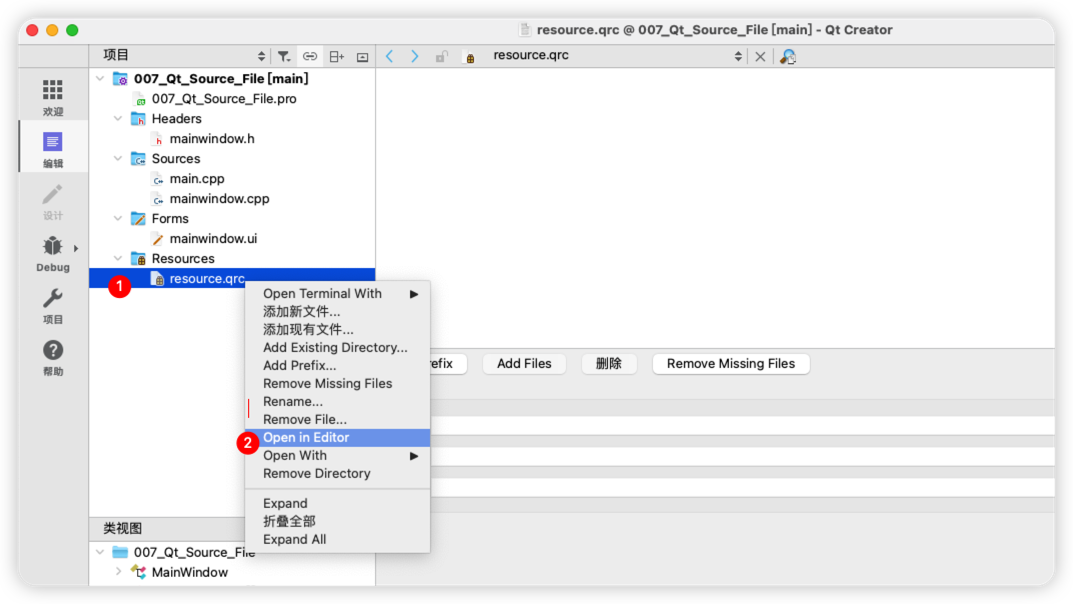 resource.qrc @ 007_Qt_Source_File [main] - Qt Creator
项目
resource.qrc
欢迎
编辑
设计
Debug
项目
帮助
007_Qt_Source_File [main]
007_Qt_Source_File.pro
Headers
mainwindow.h
Sources
main.cpp
mainwindow.cpp
Forms
mainwindow.ui
Resources
1
resource.qrc
Open Terminal With
添加新文件...
添加现有文件...
Add Existing Directory...
Add Prefix...
Remove Missing Files
Rename...
Remove File...
2
Open in Editor
Open With
Remove Directory
Expand
折叠全部
Expand All
efix
Add Files
删除
Remove Missing Files
类视图
007_Qt_Source_File
MainWindow